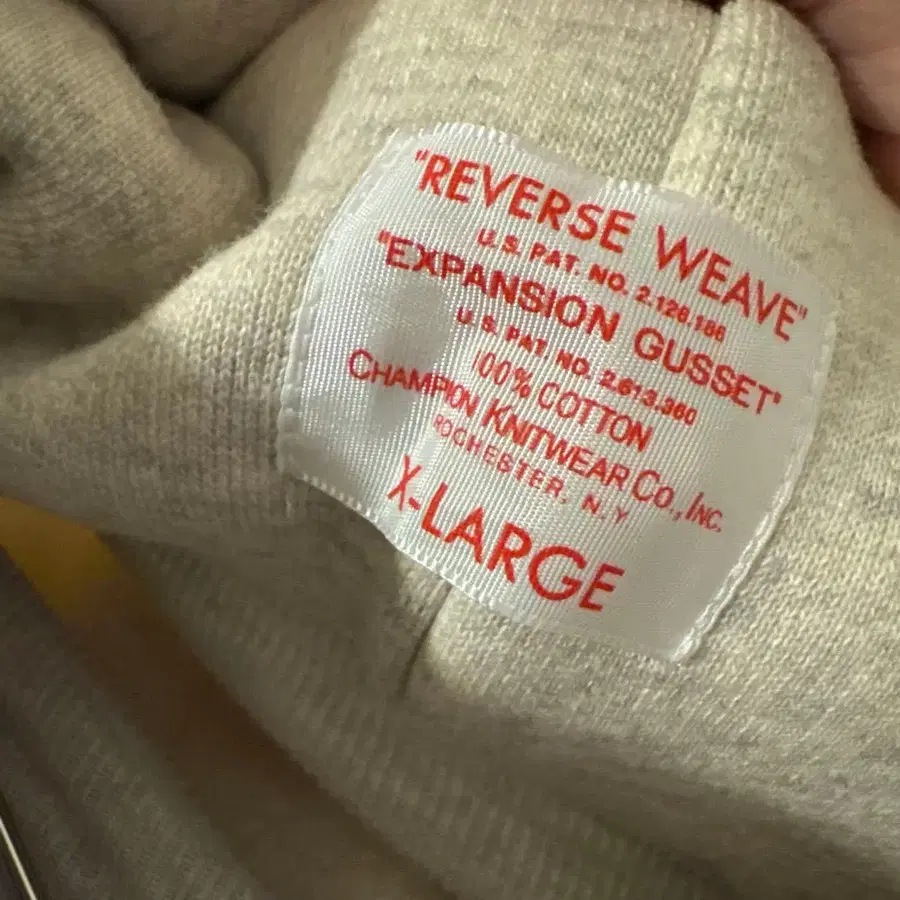 "REVERSE WEAVE"
U.S. PAT. NO. 2.126.186
"EXPANSION GUSSET"
U.S. PAT. NO. 2.613.360
100% COTTON
CHAMPION KNITWEAR CO., INC.
ROCHESTER, N.Y
X-LARGE